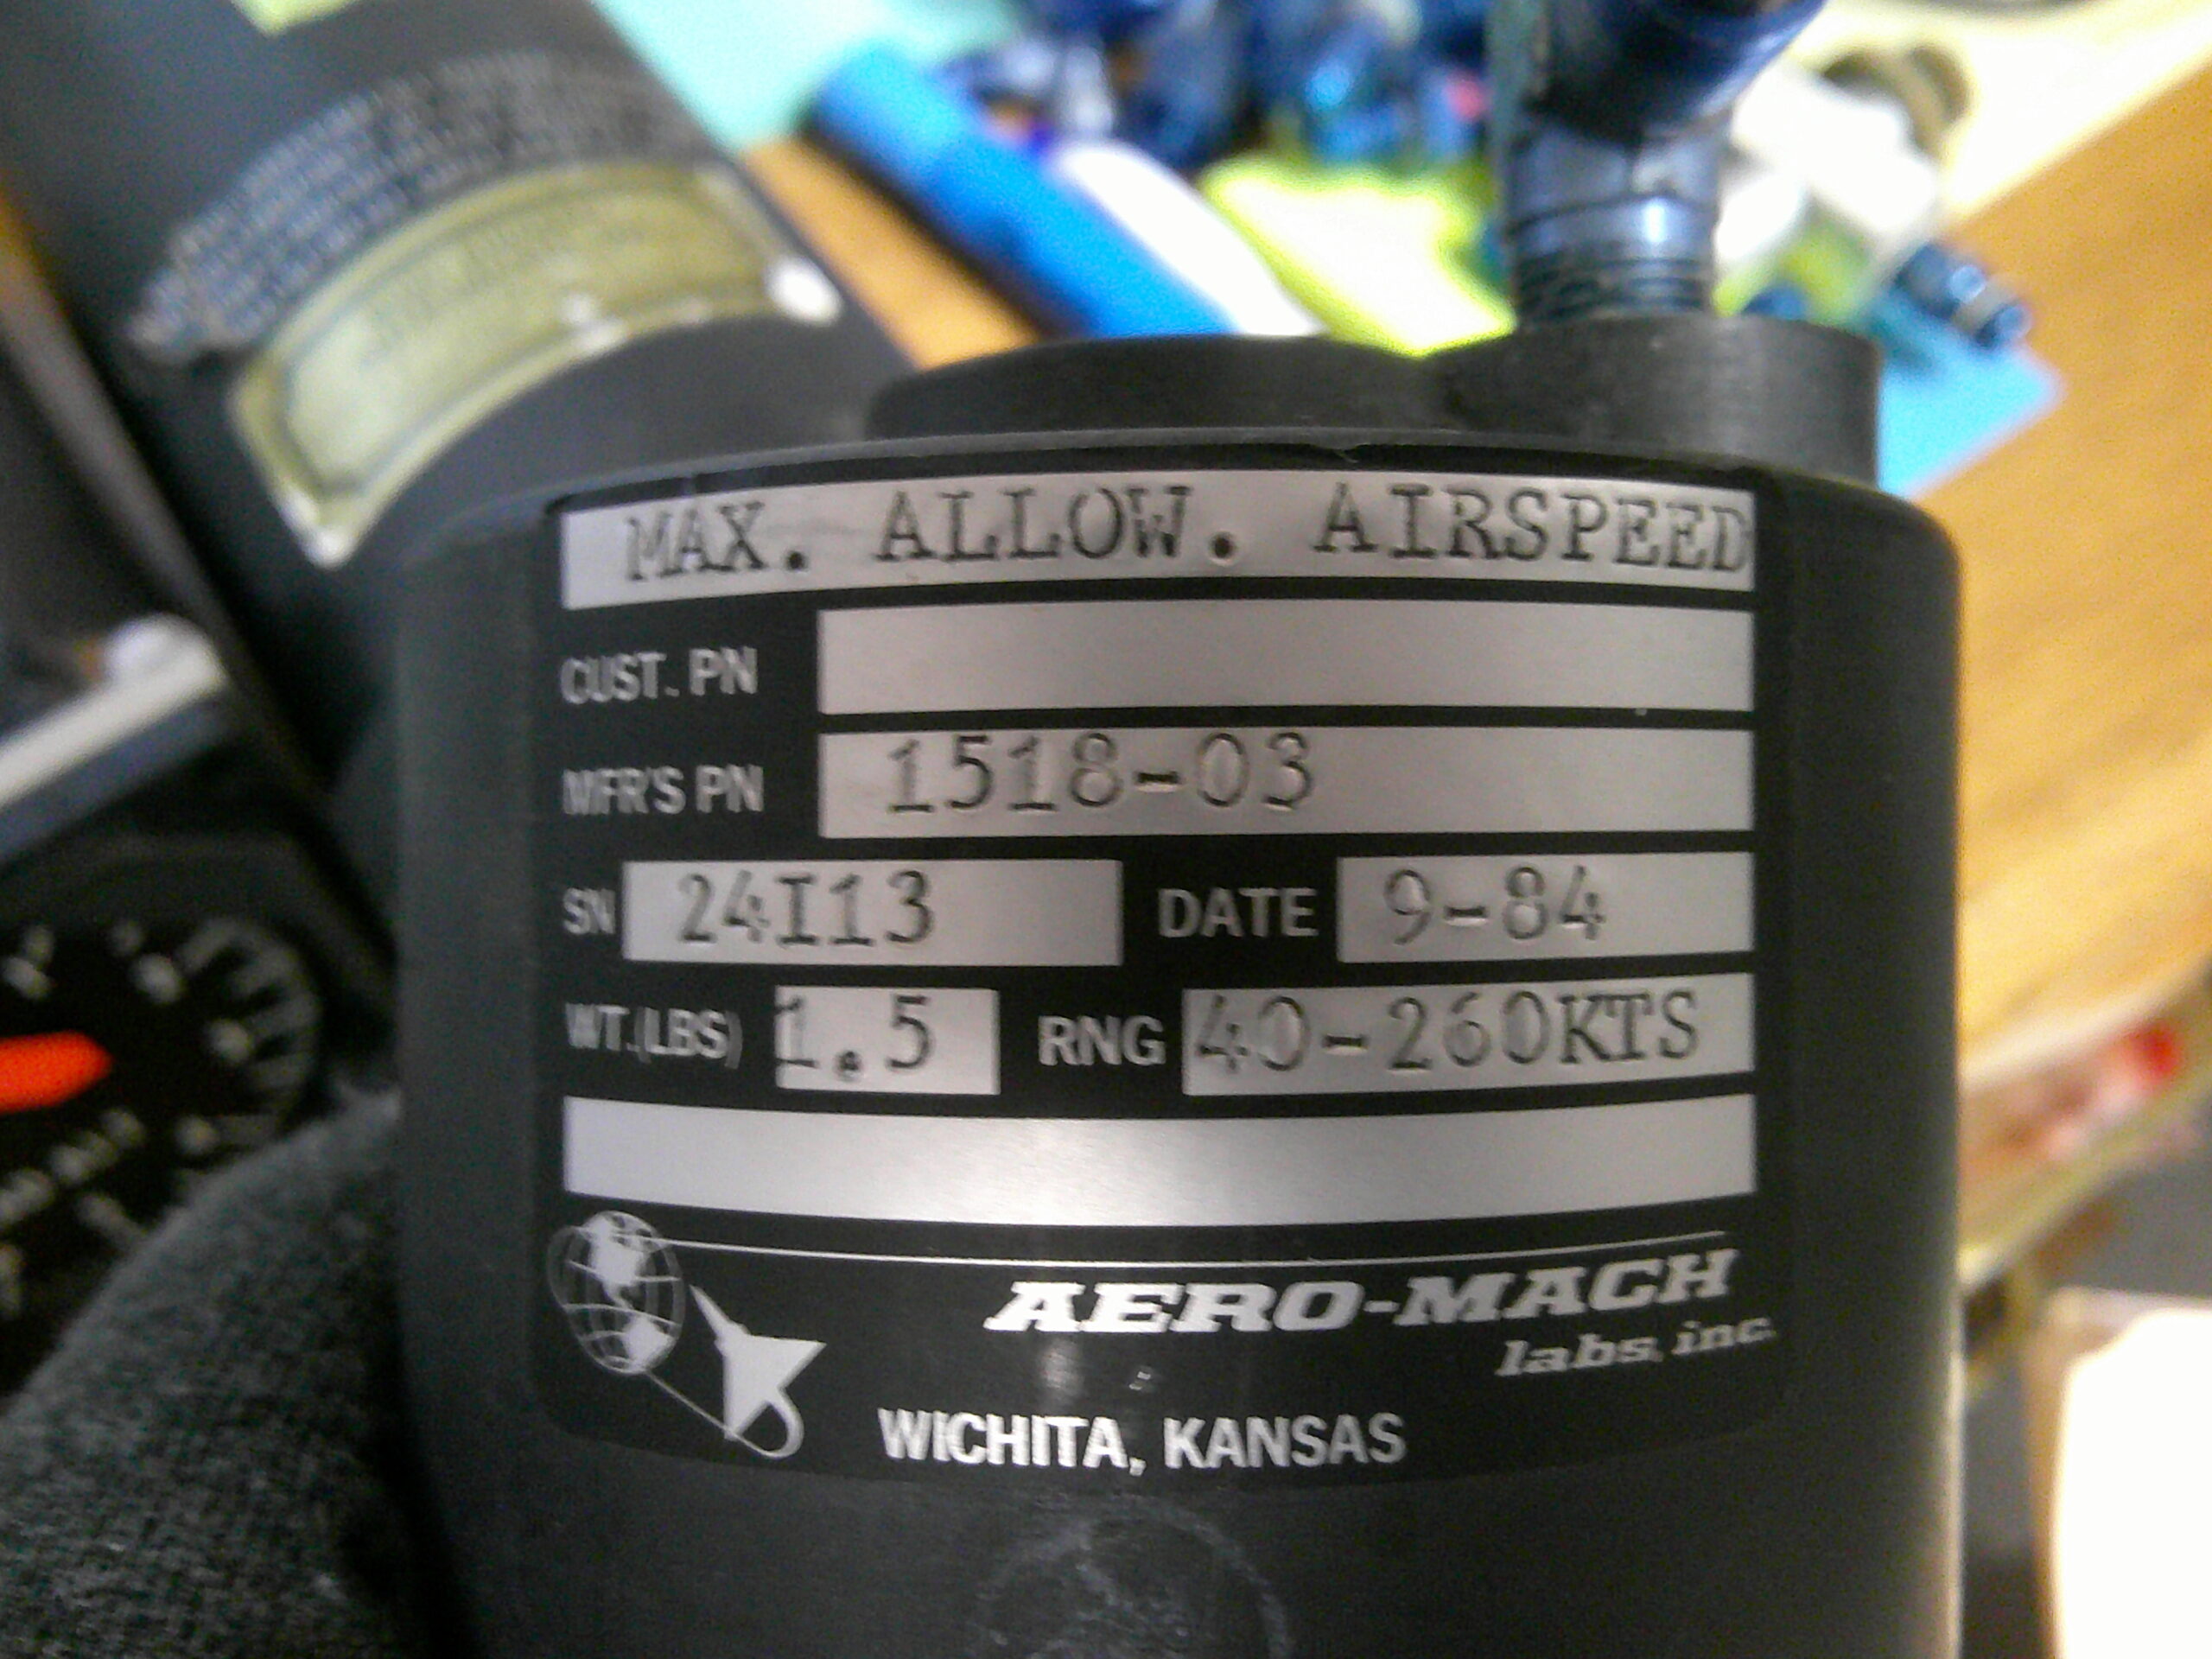 MAX. ALLOW. AIRSPEED
CUST. PN
MFR'S PN 1518-03
SN 24I13 DATE 9-84
WT.(LBS) 1.5 RNG 40-260KTS
AERO-MACH
labs, inc.
WICHITA, KANSAS